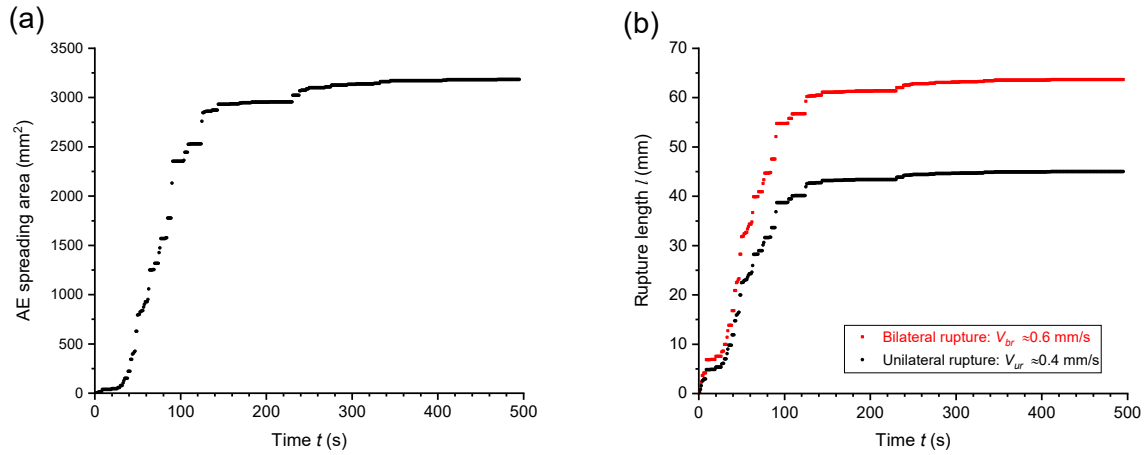 (a)
3500
3000
2500
2000
1500
1000
500
0
AE spreading area (mm²)
0 100 200 300 400 500
Time t (s)
(b)
70
60
50
40
30
20
10
0
Rupture length l (mm)
Bilateral rupture: Vbr ≈0.6 mm/s
Unilateral rupture: Vur ≈0.4 mm/s
0 100 200 300 400 500
Time t (s)